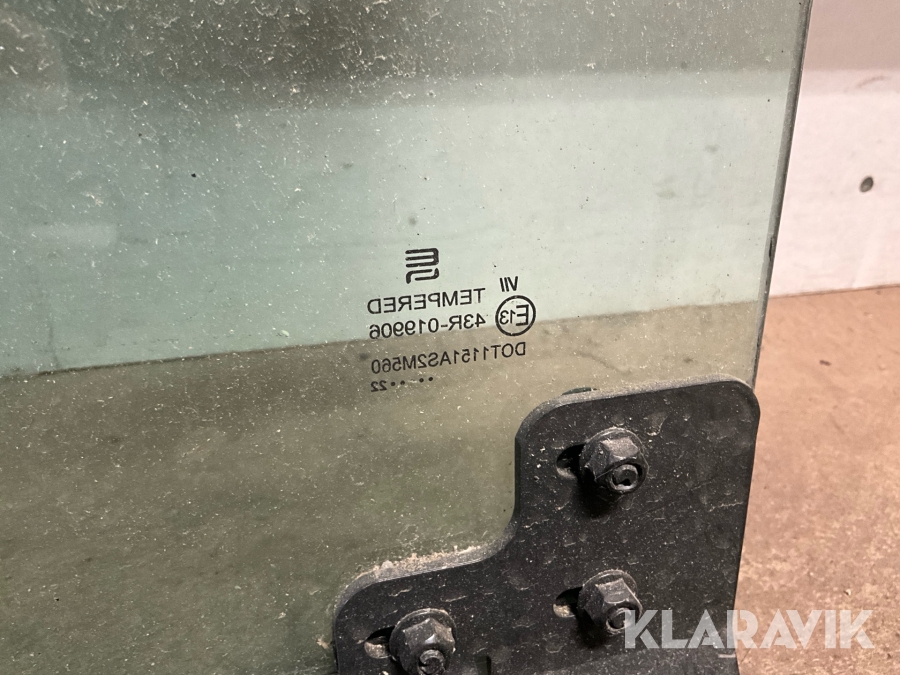 VII
TEMPERED
E13 43R-019906
DOT1151AS2M560
•• •••22
KLARAVIK